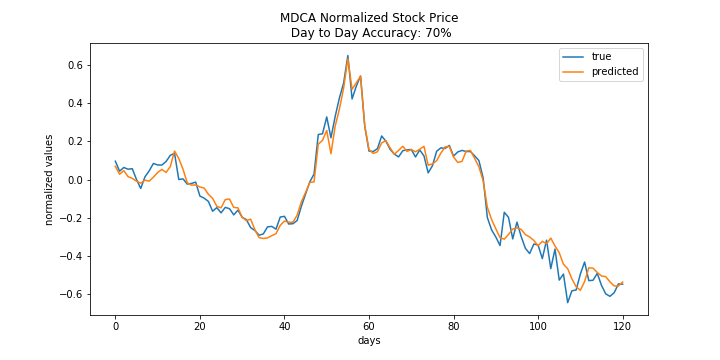 MDCA Normalized Stock Price
Day to Day Accuracy: 70%
true
predicted
normalized values
0.6
0.4
0.2
0.0
−0.2
−0.4
−0.6
0
20
40
60
80
100
120
days